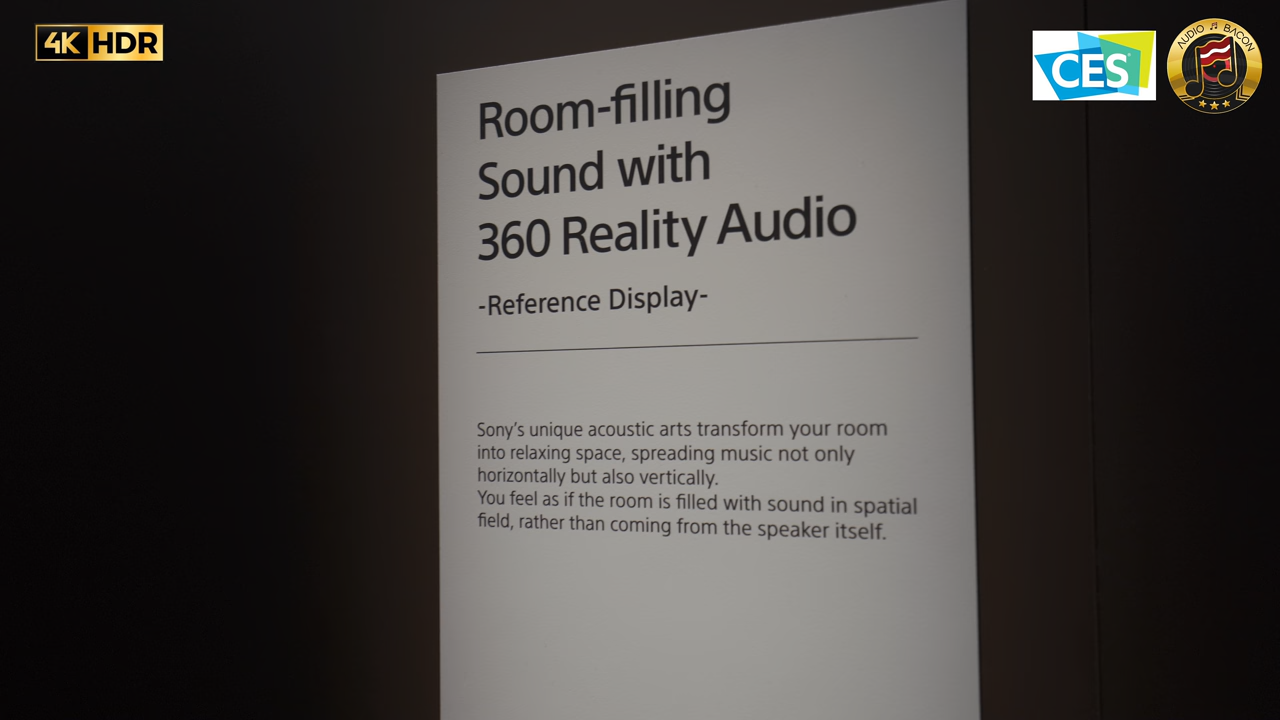 4K HDR
CES
AUDIO BACON
Room-filling
Sound with
360 Reality Audio
-Reference Display-
Sony's unique acoustic arts transform your room
into relaxing space, spreading music not only
horizontally but also vertically.
You feel as if the room is filled with sound in spatial
field, rather than coming from the speaker itself.